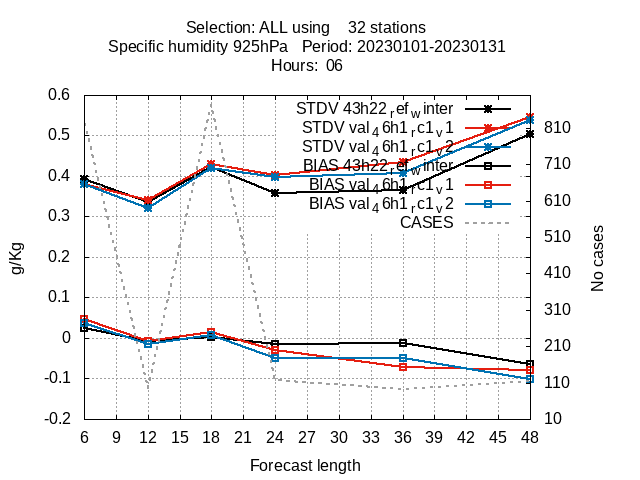 Selection: ALL using 32 stations
Specific humidity 925hPa Period: 20230101-20230131
Hours: 06
0.6
0.5
0.4
0.3
0.2
0.1
0
-0.1
-0.2
g/Kg
STDV 43h22_ref_winter
STDV val_46h1_rc1_v1
STDV val_46h1_rc1_v2
BIAS 43h22_ref_winter
BIAS val_46h1_rc1_v1
BIAS val_46h1_rc1_v2
CASES
810
710
610
510
410
310
210
110
10
No cases
6 9 12 15 18 21 24 27 30 33 36 39 42 45 48
Forecast length